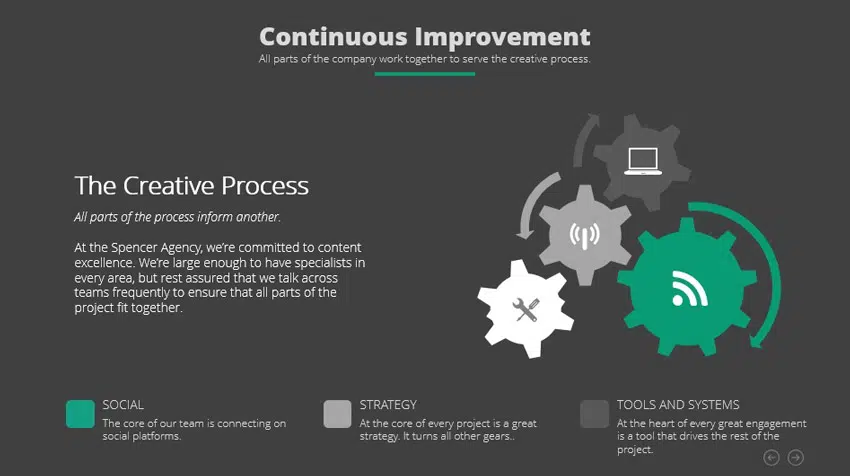 Continuous Improvement
All parts of the company work together to serve the creative process.
The Creative Process
All parts of the process inform another.
At the Spencer Agency, we're committed to content
excellence. We're large enough to have specialists in
every area, but rest assured that we talk across
teams frequently to ensure that all parts of the
project fit together.
SOCIAL
The core of our team is connecting on
social platforms.
STRATEGY
At the core of every project is a great
strategy. It turns all other gears..
TOOLS AND SYSTEMS
At the heart of every great engagement
is a tool that drives the rest of the
project.